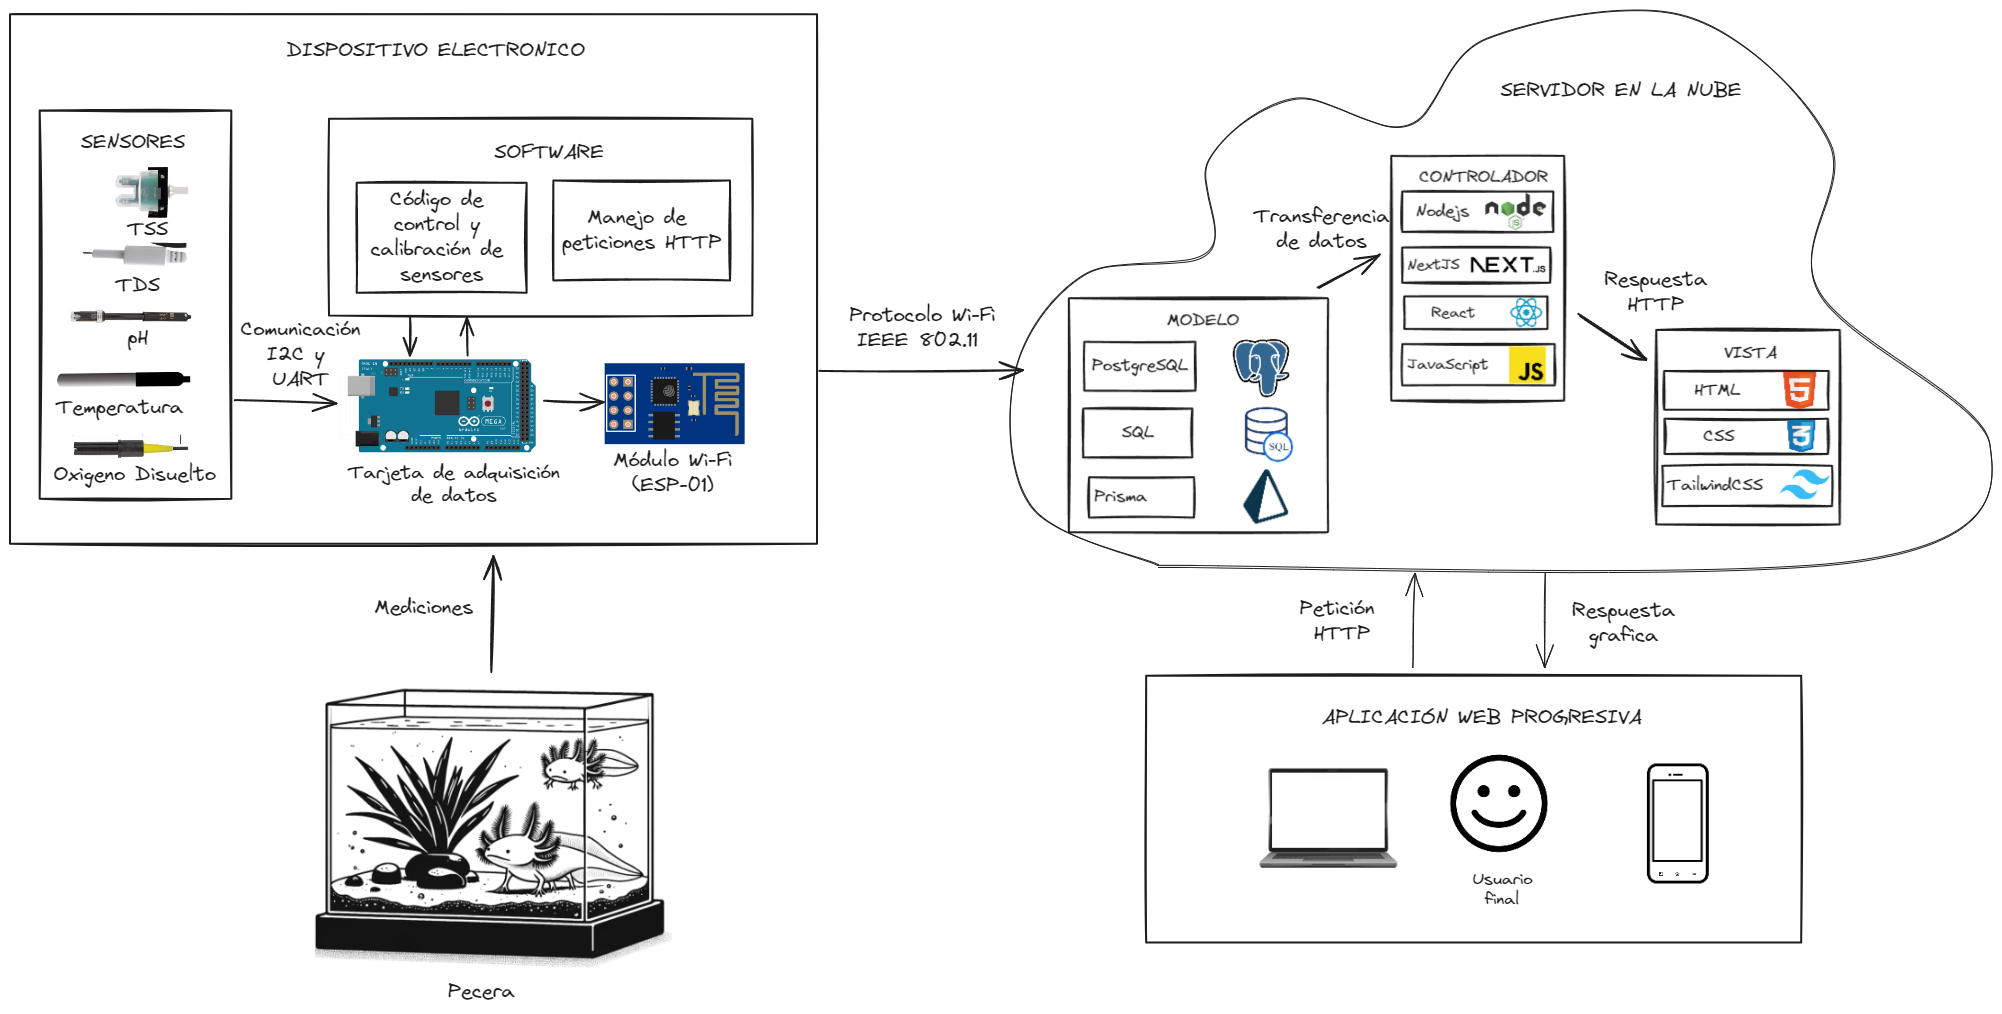 DISPOSITIVO ELECTRONICO
SENSORES
TSS
TDS
pH
Temperatura
Oxigeno Disuelto
Comunicación
I2C y
UART
SOFTWARE
Código de
control y
calibración de
sensores
Manejo de
peticiones HTTP
MEGA
Tarjeta de adquisición
de datos
Módulo Wi-Fi
(ESP-01)
Protocolo Wi-Fi
IEEE 802.11
SERVIDOR EN LA NUBE
MODELO
PostgreSQL
SQL
SQL
Prisma
Transferencia
de datos
CONTROLADOR
Nodejs
node
JS
NextJS
NEXT.JS
React
JavaScript
JS
Respuesta
HTTP
VISTA
HTML
5
CSS
3
TailwindCSS
Mediciones
Pecera
Petición
HTTP
Respuesta
grafica
APLICACIÓN WEB PROGRESIVA
Usuario
final